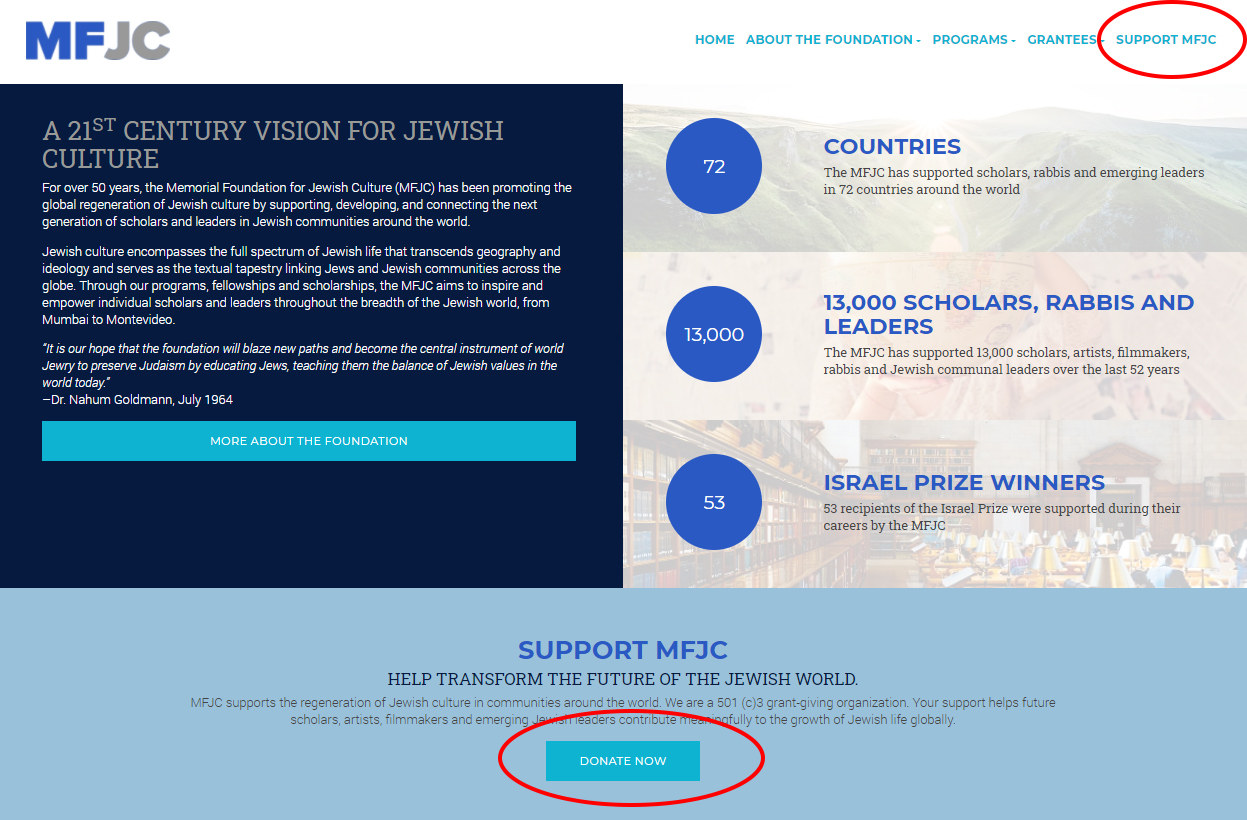 MFJC
HOME ABOUT THE FOUNDATION - PROGRAMS - GRANTEES - SUPPORT MFJC
A 21ST CENTURY VISION FOR JEWISH
CULTURE
For over 50 years, the Memorial Foundation for Jewish Culture (MFJC) has been promoting the
global regeneration of Jewish culture by supporting, developing, and connecting the next
generation of scholars and leaders in Jewish communities around the world.
Jewish culture encompasses the full spectrum of Jewish life that transcends geography and
ideology and serves as the textual tapestry linking Jews and Jewish communities across the
globe. Through our programs, fellowships and scholarships, the MFJC aims to inspire and
empower individual scholars and leaders throughout the breadth of the Jewish world, from
Mumbai to Montevideo.
"It is our hope that the foundation will blaze new paths and become the central instrument of world
Jewry to preserve Judaism by educating Jews, teaching them the balance of Jewish values in the
world today."
—Dr. Nahum Goldmann, July 1964
MORE ABOUT THE FOUNDATION
72
COUNTRIES
The MFJC has supported scholars, rabbis and emerging leaders
in 72 countries around the world
13,000
13,000 SCHOLARS, RABBIS AND
LEADERS
The MFJC has supported 13,000 scholars, artists, filmmakers,
rabbis and Jewish communal leaders over the last 52 years
53
ISRAEL PRIZE WINNERS
53 recipients of the Israel Prize were supported during their
careers by the MFJC
SUPPORT MFJC
HELP TRANSFORM THE FUTURE OF THE JEWISH WORLD.
MFJC supports the regeneration of Jewish culture in communities around the world. We are a 501 (c)3 grant-giving organization. Your support helps future
scholars, artists, filmmakers and emerging Jewish leaders contribute meaningfully to the growth of Jewish life globally.
DONATE NOW